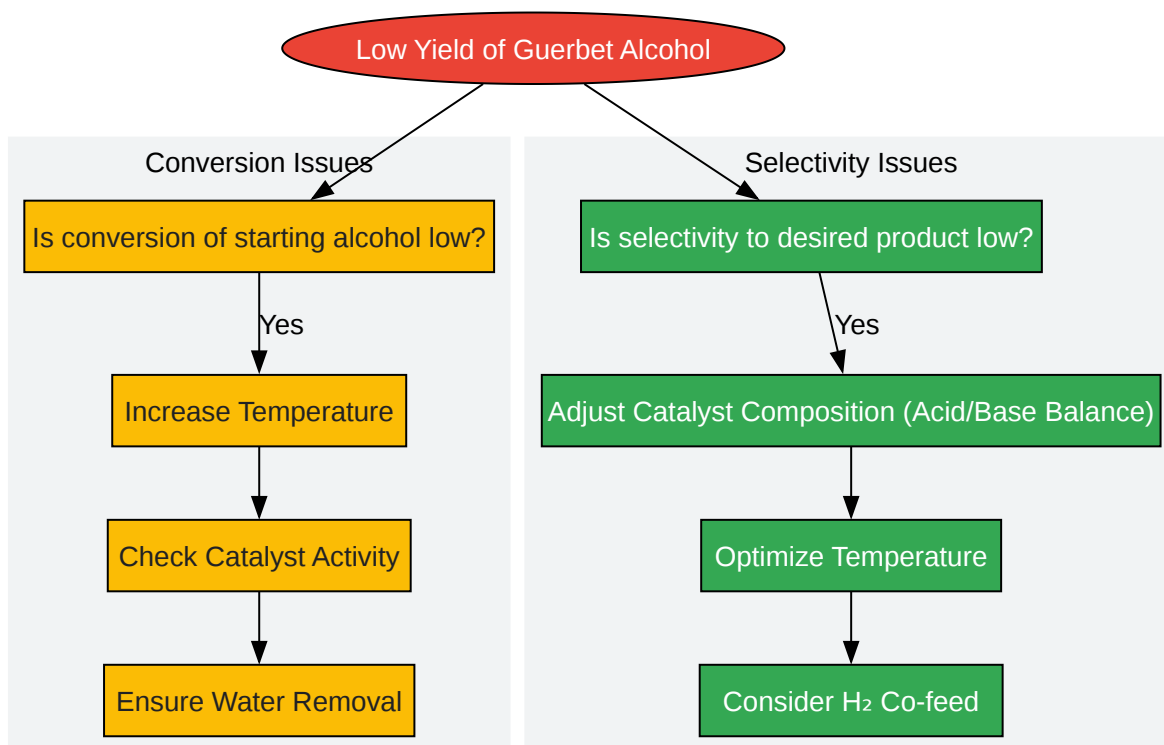 Low Yield of Guerbet Alcohol
Conversion Issues
Is conversion of starting alcohol low?
Yes
Increase Temperature
Check Catalyst Activity
Ensure Water Removal
Selectivity Issues
Is selectivity to desired product low?
Yes
Adjust Catalyst Composition (Acid/Base Balance)
Optimize Temperature
Consider H₂ Co-feed